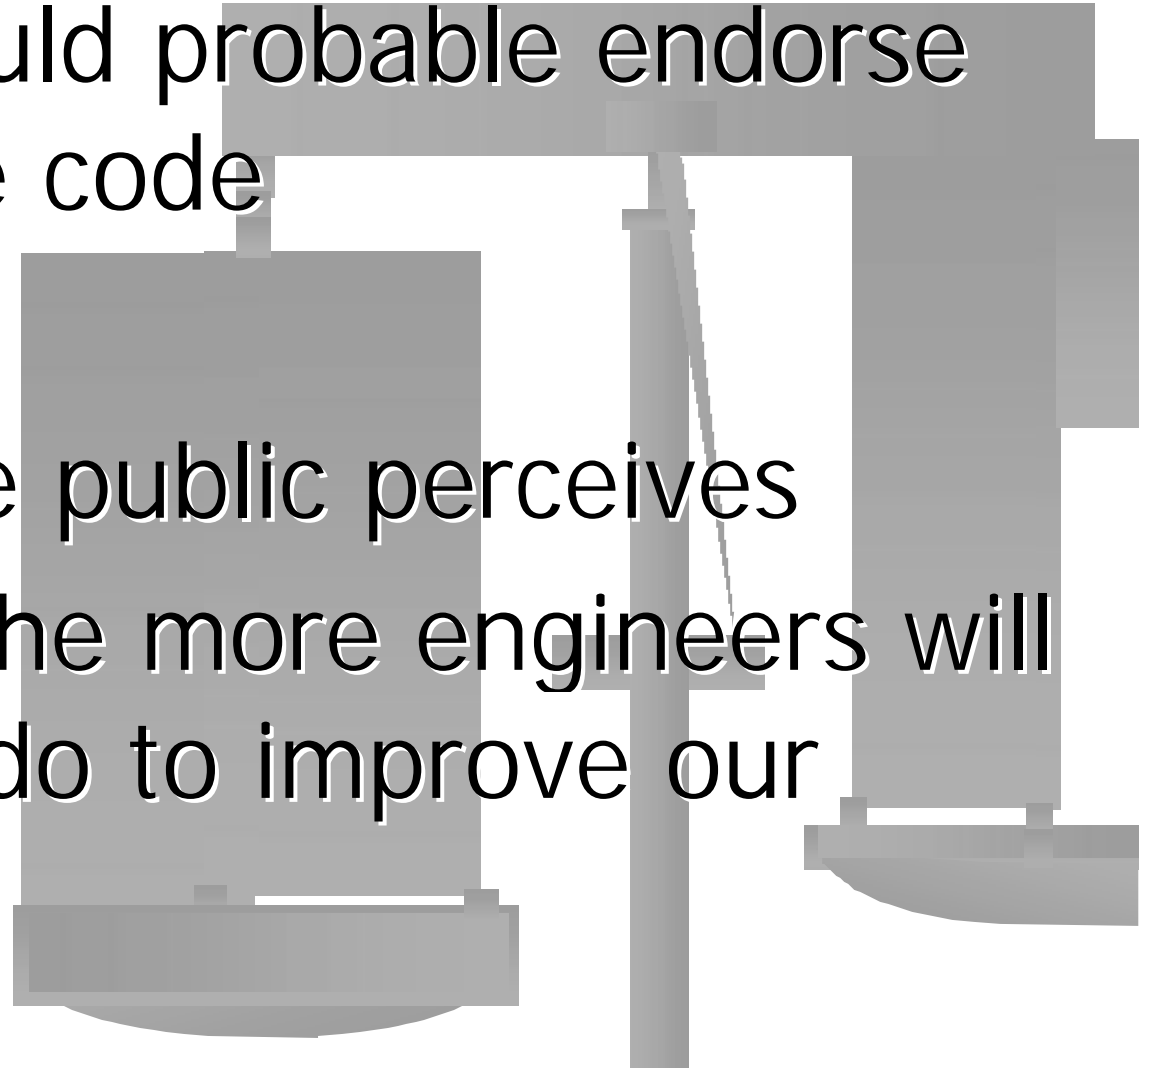 uld probable endorse
e code
e public perceives
he more engineers will
do to improve our